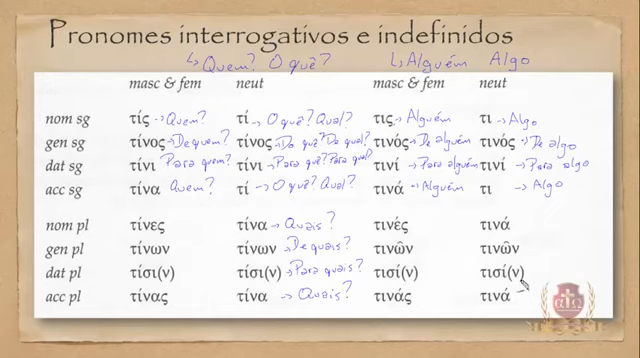 Pronomes interrogativos e indefinidos
↳ Quem? O quê? ↳ Alguém Algo
masc & fem neut masc & fem neut
nom sg τίς → Quem? τί → O quê? Qual? τις → Alguém τι → Algo
gen sg τίνος → De quem? τίνος → Do quê? Do qual? τινός → De alguém τινός → De algo
dat sg τίνι Para quem? τίνι → Para quê? Para qual? τινί → Para alguém τινί → Para algo
acc sg τίνα Quem? τί → O quê? Qual? τινά → Alguém τι → Algo
nom pl τίνες τίνα → Quais? τινές τινά
gen pl τίνων τίνων → De quais? τινῶν τινῶν
dat pl τίσι(ν) τίσι(ν) → Para quais? τισί(ν) τισί(ν)
acc pl τίνας τίνα → Quais? τινάς τινά